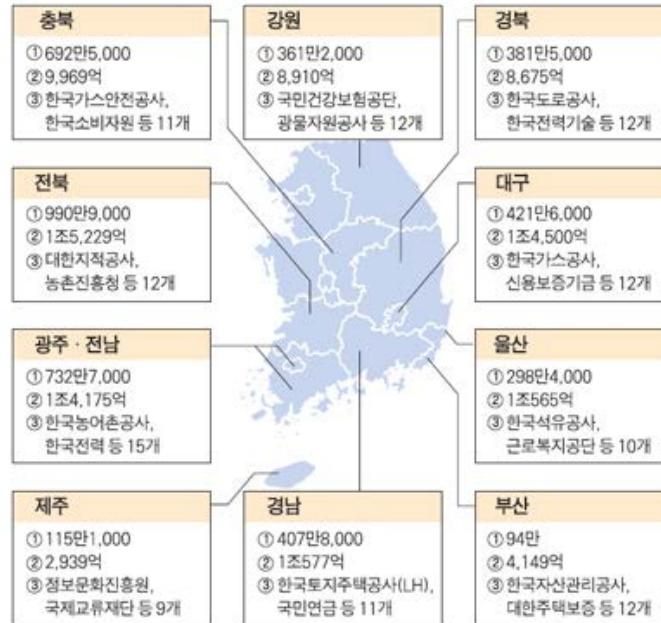 충북
① 692만5,000
② 9,969억
③ 한국가스안전공사,
한국소비자원 등 11개
강원
① 361만2,000
② 8,910억
③ 국민건강보험공단,
광물자원공사 등 12개
경북
① 381만5,000
② 8,675억
③ 한국도로공사,
한국전력기술 등 12개
전북
① 990만9,000
② 1조5,229억
③ 대한지적공사,
농촌진흥청 등 12개
대구
① 421만6,000
② 1조4,500억
③ 한국가스공사,
신용보증기금 등 12개
광주·전남
① 732만7,000
② 1조4,175억
③ 한국농어촌공사,
한국전력 등 15개
울산
① 298만4,000
② 1조565억
③ 한국석유공사,
근로복지공단 등 10개
제주
① 115만1,000
② 2,939억
③ 정보문화진흥원,
국제교류재단 등 9개
경남
① 407만8,000
② 1조577억
③ 한국토지주택공사(LH),
국민연금 등 11개
부산
① 94만
② 4,149억
③ 한국자산관리공사,
대한주택보증 등 12개